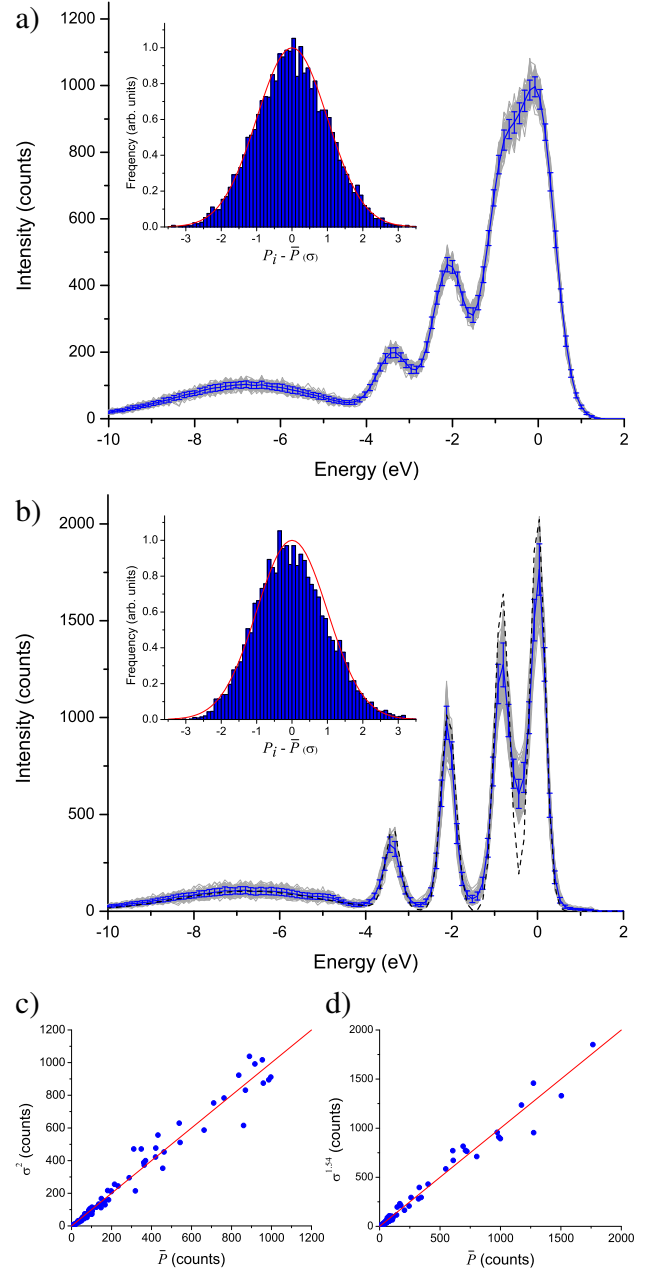 a)
1200
1000
800
600
400
200
0
Intensity (counts)
-10 -8 -6 -4 -2 0 2
Energy (eV)
1.0
0.8
0.6
0.4
0.2
0.0
Freqency (arb. units)
-3 -2 -1 0 1 2 3
P_i - P̄ (σ)
b)
2000
1500
1000
500
0
Intensity (counts)
-10 -8 -6 -4 -2 0 2
Energy (eV)
1.0
0.8
0.6
0.4
0.2
0.0
Frequency (arb. units)
-3 -2 -1 0 1 2 3
P_i - P̄ (σ)
c)
1200
1000
800
600
400
200
0
σ² (counts)
0 200 400 600 800 1000 1200
P̄ (counts)
d)
2000
1500
1000
500
0
σ^1.54 (counts)
0 500 1000 1500 2000
P̄ (counts)